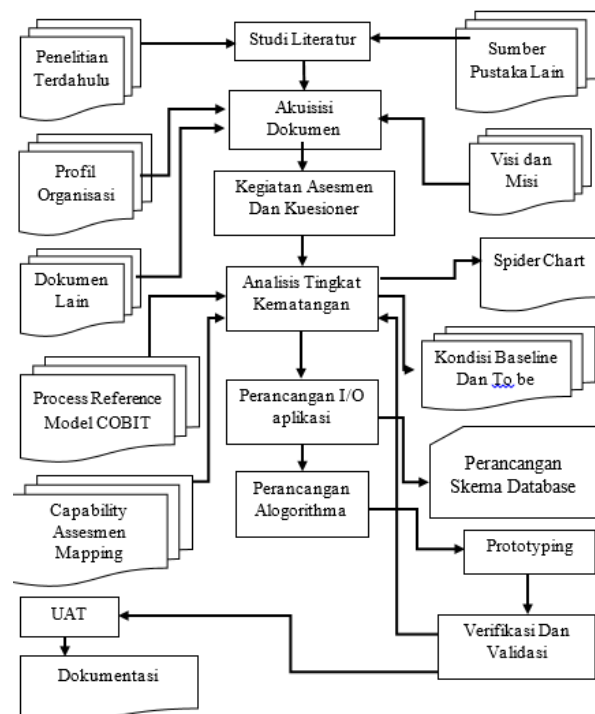 Penelitian
Terdahulu
Studi Literatur
Sumber
Pustaka Lain
Akuisisi
Dokumen
Profil
Organisasi
Visi dan
Misi
Kegiatan Asesmen
Dan Kuesioner
Dokumen
Lain
Analisis Tingkat
Kematangan
Spider Chart
Kondisi Baseline
Dan To be
Process Reference
Model COBIT
Perancangan I/O
aplikasi
Perancangan
Skema Database
Capability
Assesmen
Mapping
Perancangan
Alogorithma
Prototyping
UAT
Verifikasi Dan
Validasi
Dokumentasi